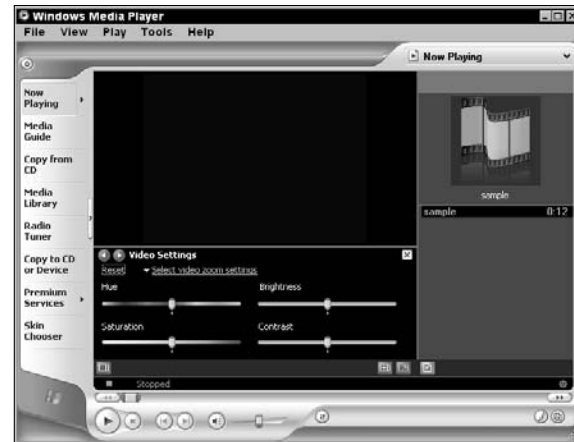 Windows Media Player
File View Play Tools Help
Now Playing
Now
Playing
Media
Guide
Copy from
CD
Media
Library
Radio
Tuner
Copy to CD
or Device
Premium
Services
Skin
Chooser
sample
sample 0:12
Video Settings
Reset Select video zoom settings
Hue Brightness
Saturation Contrast
Stopped